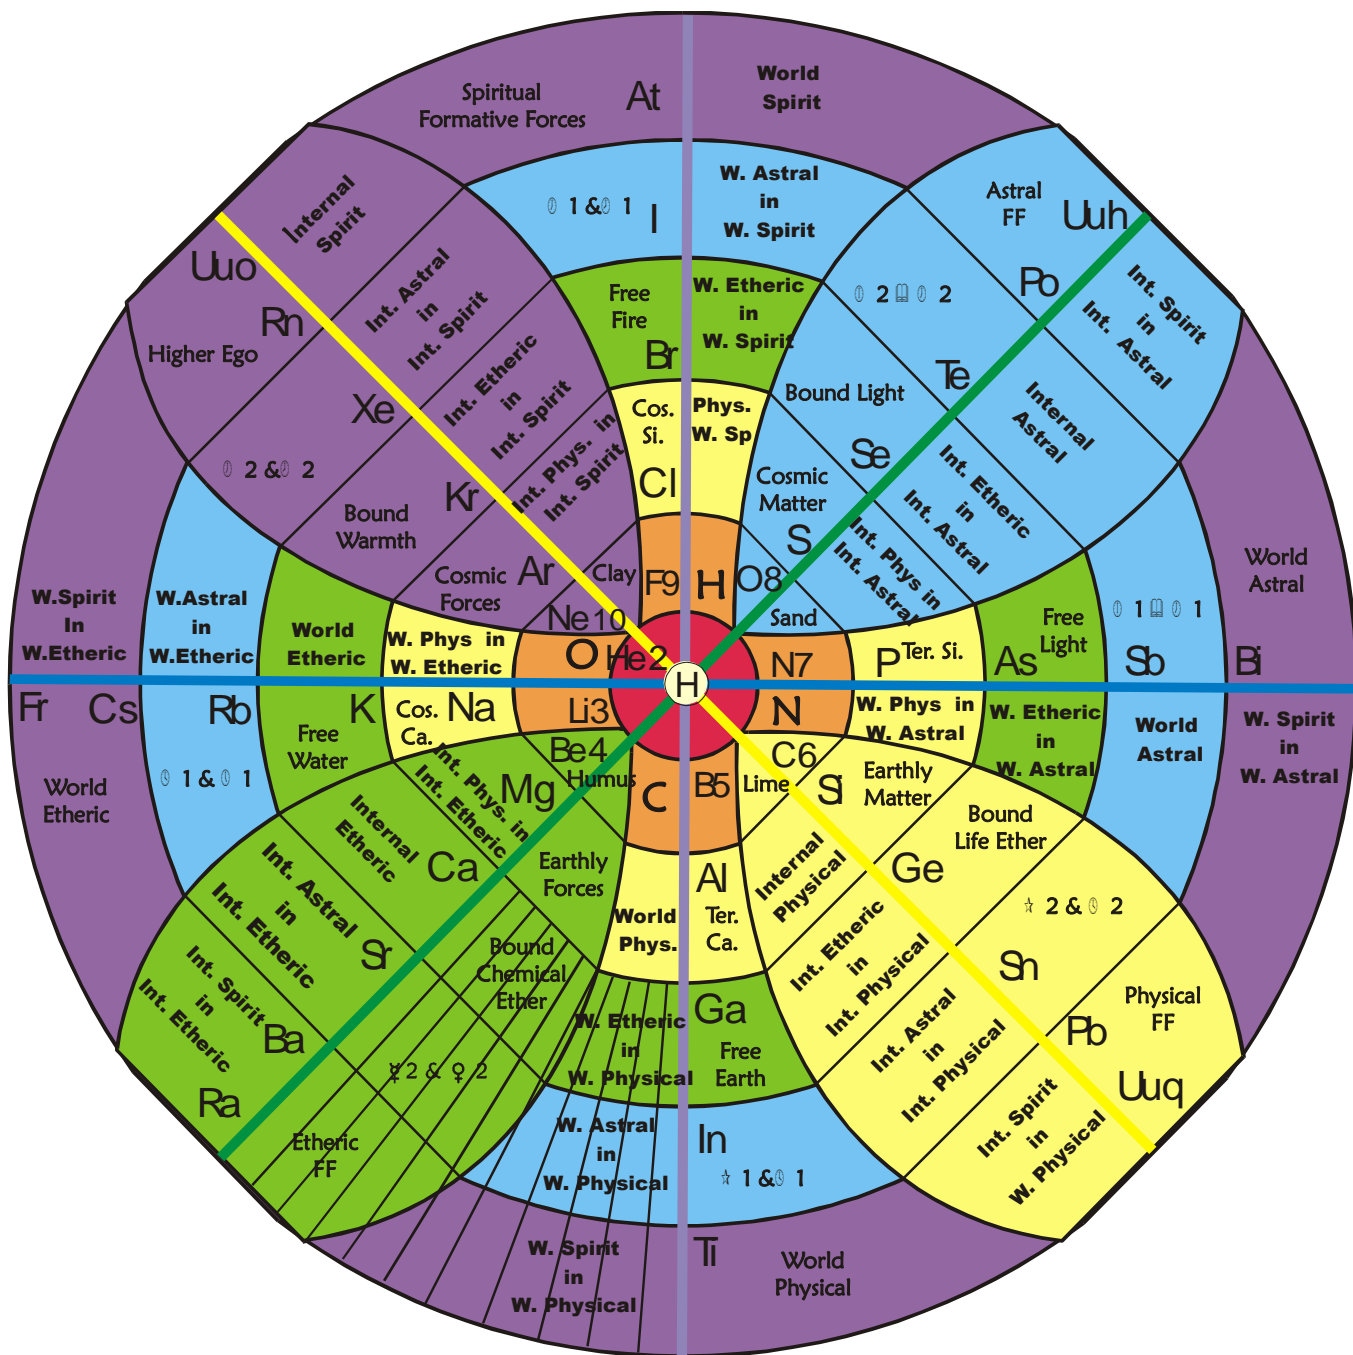 World
Spirit
Spiritual
Formative Forces
At
W. Astral
in
W. Spirit
1 & 1
I
W. Etheric
in
W. Spirit
Free
Fire
Br
Cos.
Si.
Cl
Phys.
W. Sp
F9
H
Astral
FF
Uuh
Po
2 2
Te
Bound Light
Se
Cosmic
Matter
S
O8
Sand
Int. Spirit
in
Int. Astral
Internal
Astral
Int. Etheric
in
Int. Astral
Int. Phys in
Int. Astral
Internal
Spirit
Uuo
Rn
Higher Ego
Int. Astral
in
Int. Spirit
Xe
2 & 2
Int. Etheric
in
Int. Spirit
Kr
Bound
Warmth
Int. Phys. in
Int. Spirit
Ar
Cosmic
Forces
Clay
Ne10
W.Spirit
In
W.Etheric
W.Astral
in
W.Etheric
World
Etheric
W. Phys in
W. Etheric
O
He2
H
N7
P
Ter. Si.
As
Free
Light
Sb
1 1
Bi
World
Astral
Fr
Cs
Rb
K
Cos.
Ca.
Na
Li3
N
W. Phys in
W. Astral
W. Etheric
in
W. Astral
World
Astral
W. Spirit
in
W. Astral
World
Etheric
1 & 1
Free
Water
Be4
Humus
Mg
Int. Phys. in
Int. Etheric
Earthly
Forces
Internal
Etheric
Ca
Bound
Chemical
Ether
Int. Astral
in
Int. Etheric
Sr
☿ 2 & ♀ 2
Int. Spirit
in
Int. Etheric
Ba
Ra
Etheric
FF
C
B5
World
Phys.
Al
Ter.
Ca.
W. Etheric
in
W. Physical
Ga
Free
Earth
W. Astral
in
W. Physical
In
1 & 1
W. Spirit
in
W. Physical
Ti
World
Physical
C6
Lime
Si
Earthly
Matter
Internal
Physical
Ge
Bound
Life Ether
Int. Etheric
in
Int. Physical
Sn
2 & 2
Int. Astral
in
Int. Physical
Pb
Physical
FF
Uuq
Int. Spirit
in
W. Physical